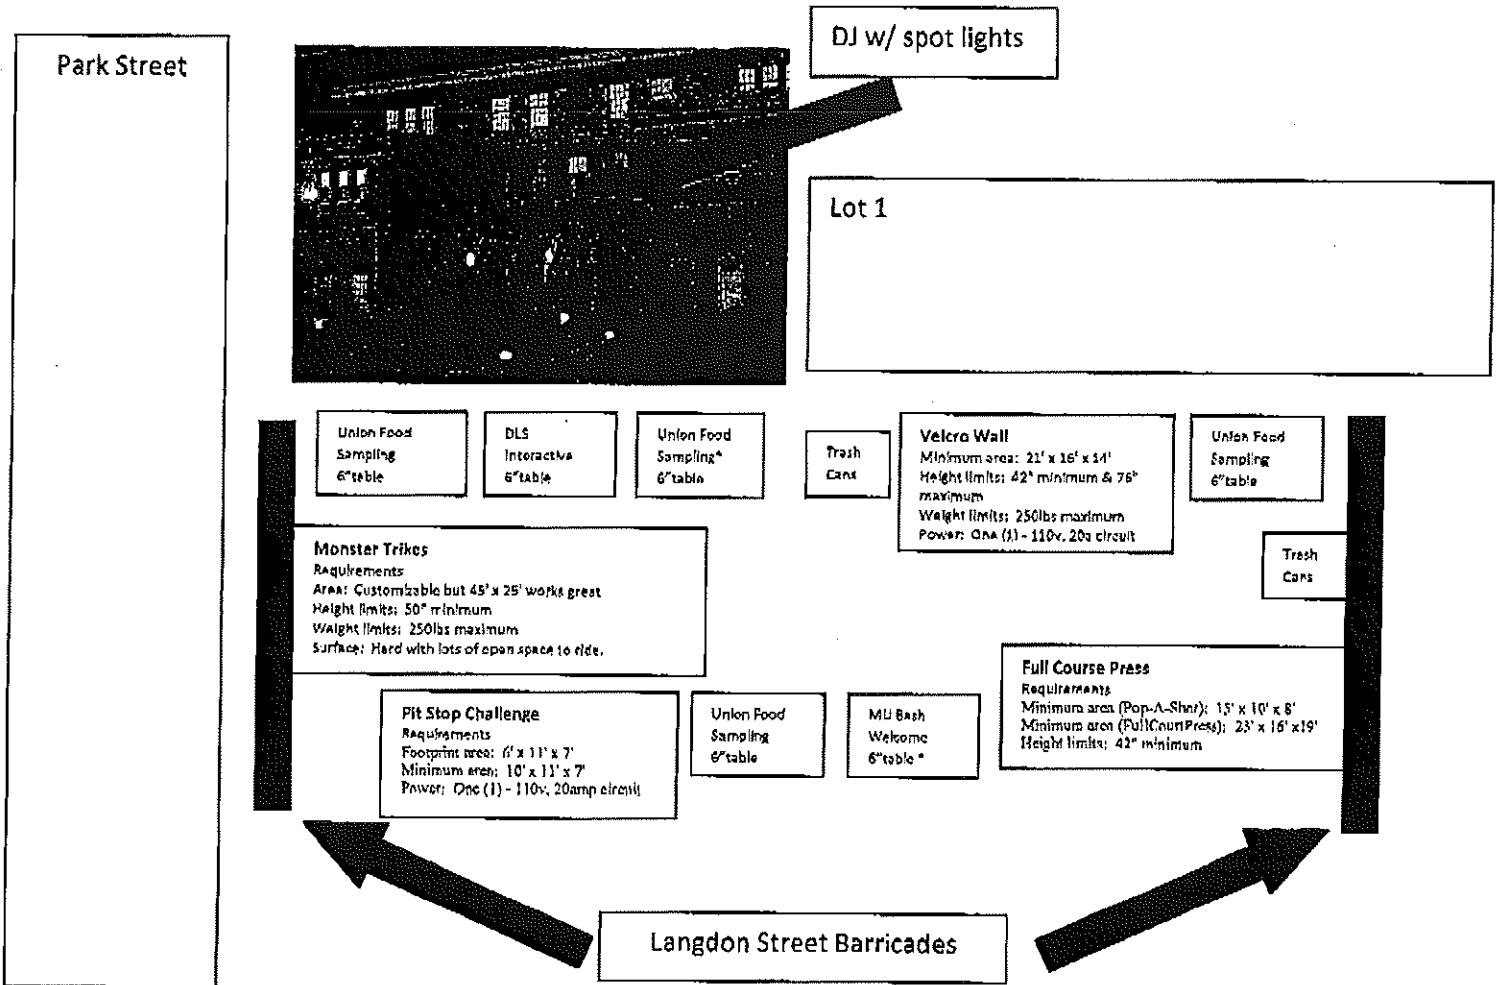 Park Street
DJ w/ spot lights
Lot 1
Union Food
Sampling
6"table
DLS
Interactive
6"table
Union Food
Sampling*
6"table
Trash
Cans
Velcro Wall
Minimum area: 21' x 16' x 14'
Height limits: 42" minimum & 76"
maximum
Weight limits: 250lbs maximum
Power: One (1) - 110v, 20a circuit
Union Food
Sampling
6"table
Trash
Cans
Monster Trikes
Requirements
Area: Customizable but 45' x 25' works great
Height limits: 50" minimum
Weight limits: 250lbs maximum
Surface: Hard with lots of open space to ride.
Full Course Press
Requirements
Minimum area (Pop-A-Shot): 15' x 10' x 8'
Minimum area (FullCourtPress): 23' x 16' x19'
Height limits: 42" minimum
Pit Stop Challenge
Requirements
Footprint area: 6' x 11' x 7'
Minimum area: 10' x 11' x 7'
Power: One (1) - 110v, 20amp circuit
Union Food
Sampling
6"table
MU Bash
Welcome
6"table *
Langdon Street Barricades